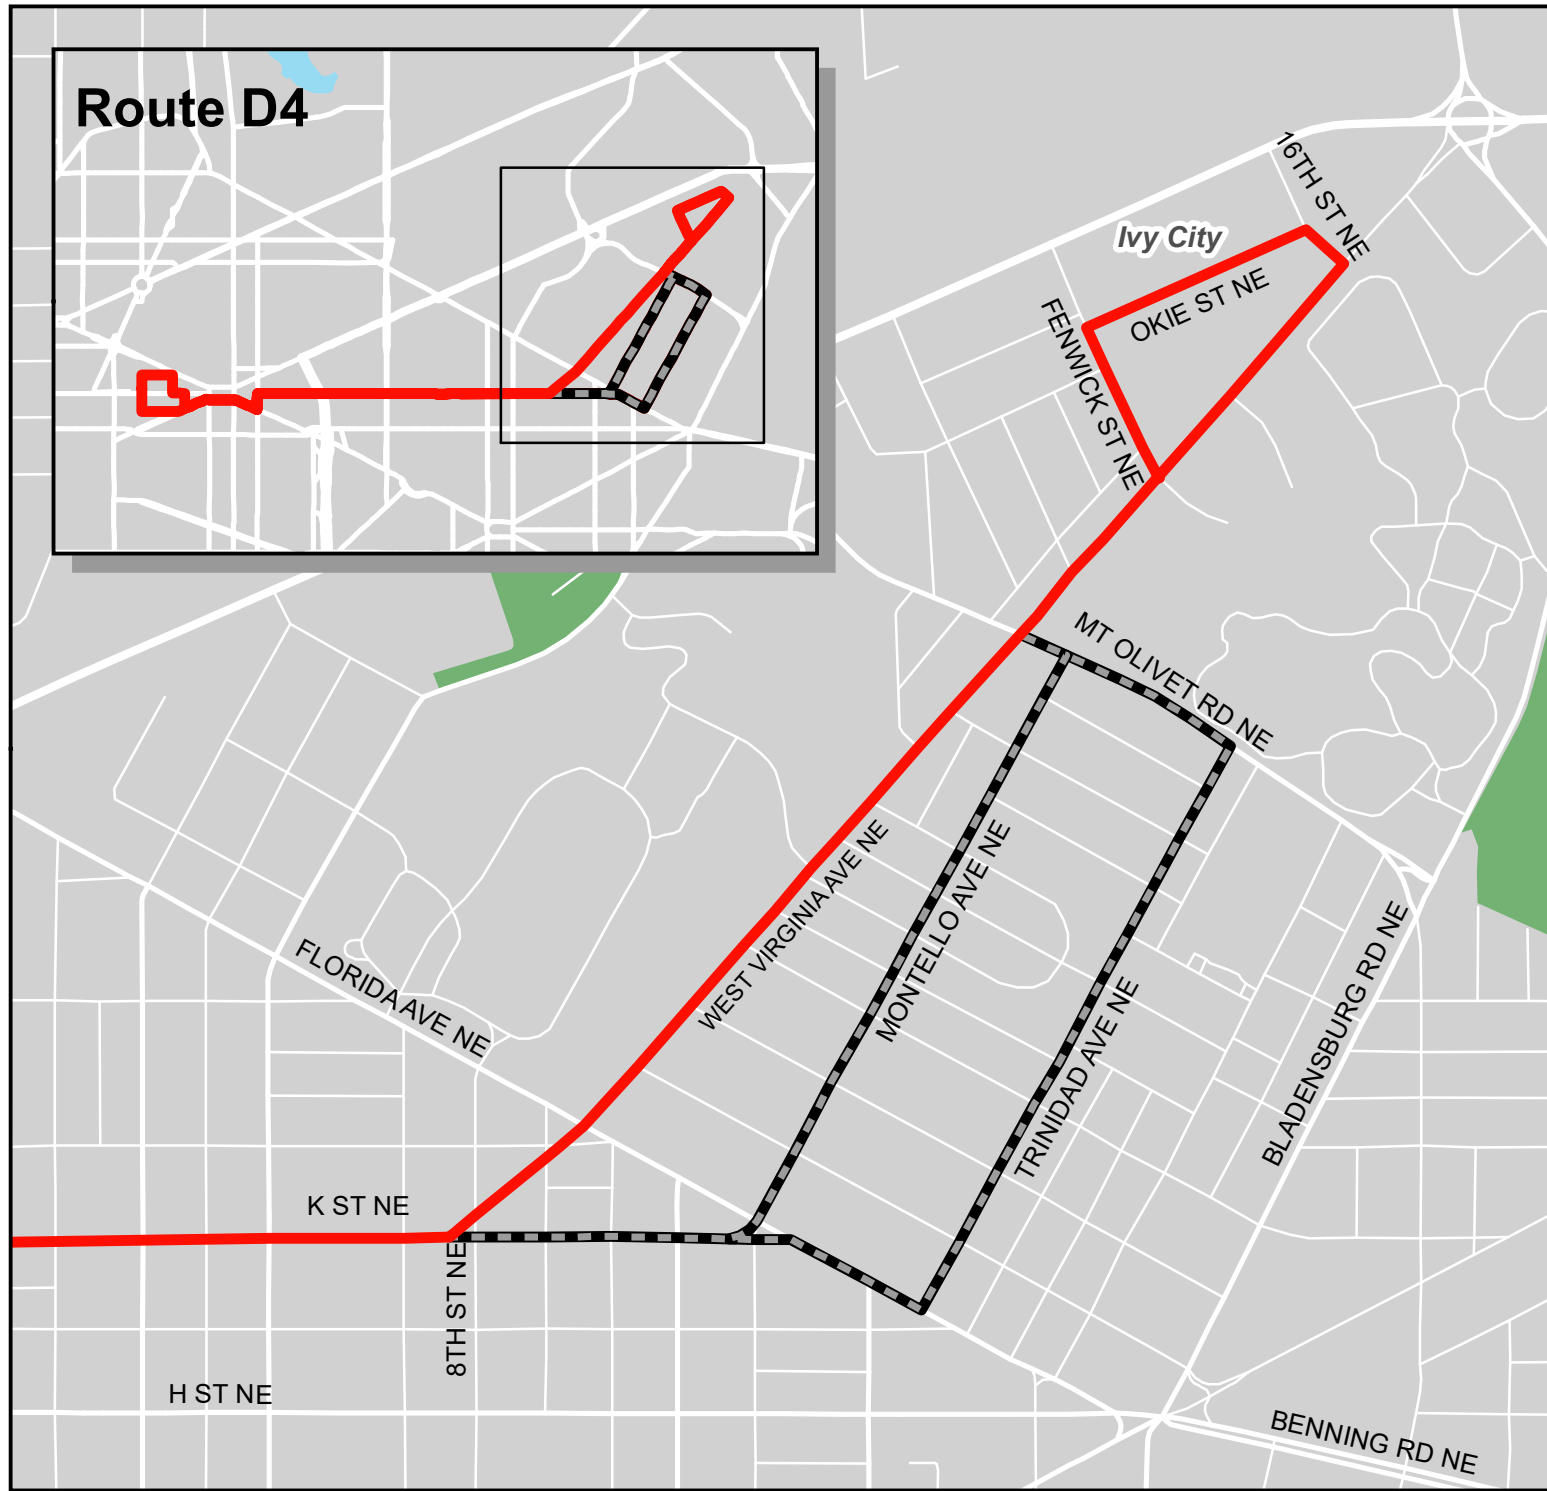 Route D4
16TH ST NE
Ivy City
OKIE ST NE
FENWICK ST NE
MT OLIVET RD NE
WEST VIRGINIA AVE NE
MONTELLO AVE NE
TRINIDAD AVE NE
BLADENSBURG RD NE
FLORIDA AVE NE
K ST NE
8TH ST NE
H ST NE
BENNING RD NE